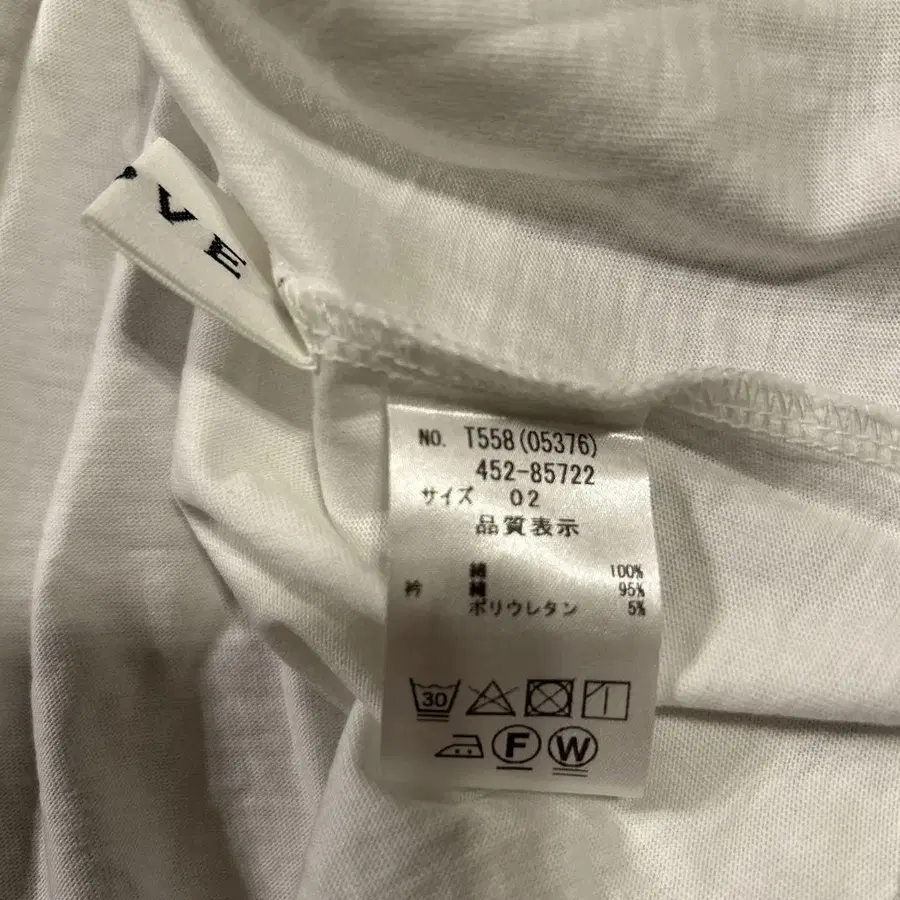 VE
NO. T558(05376)
452-85722
サイズ 02
品質表示
綿 100%
衿 綿 95%
ポリウレタン 5%
30
F W